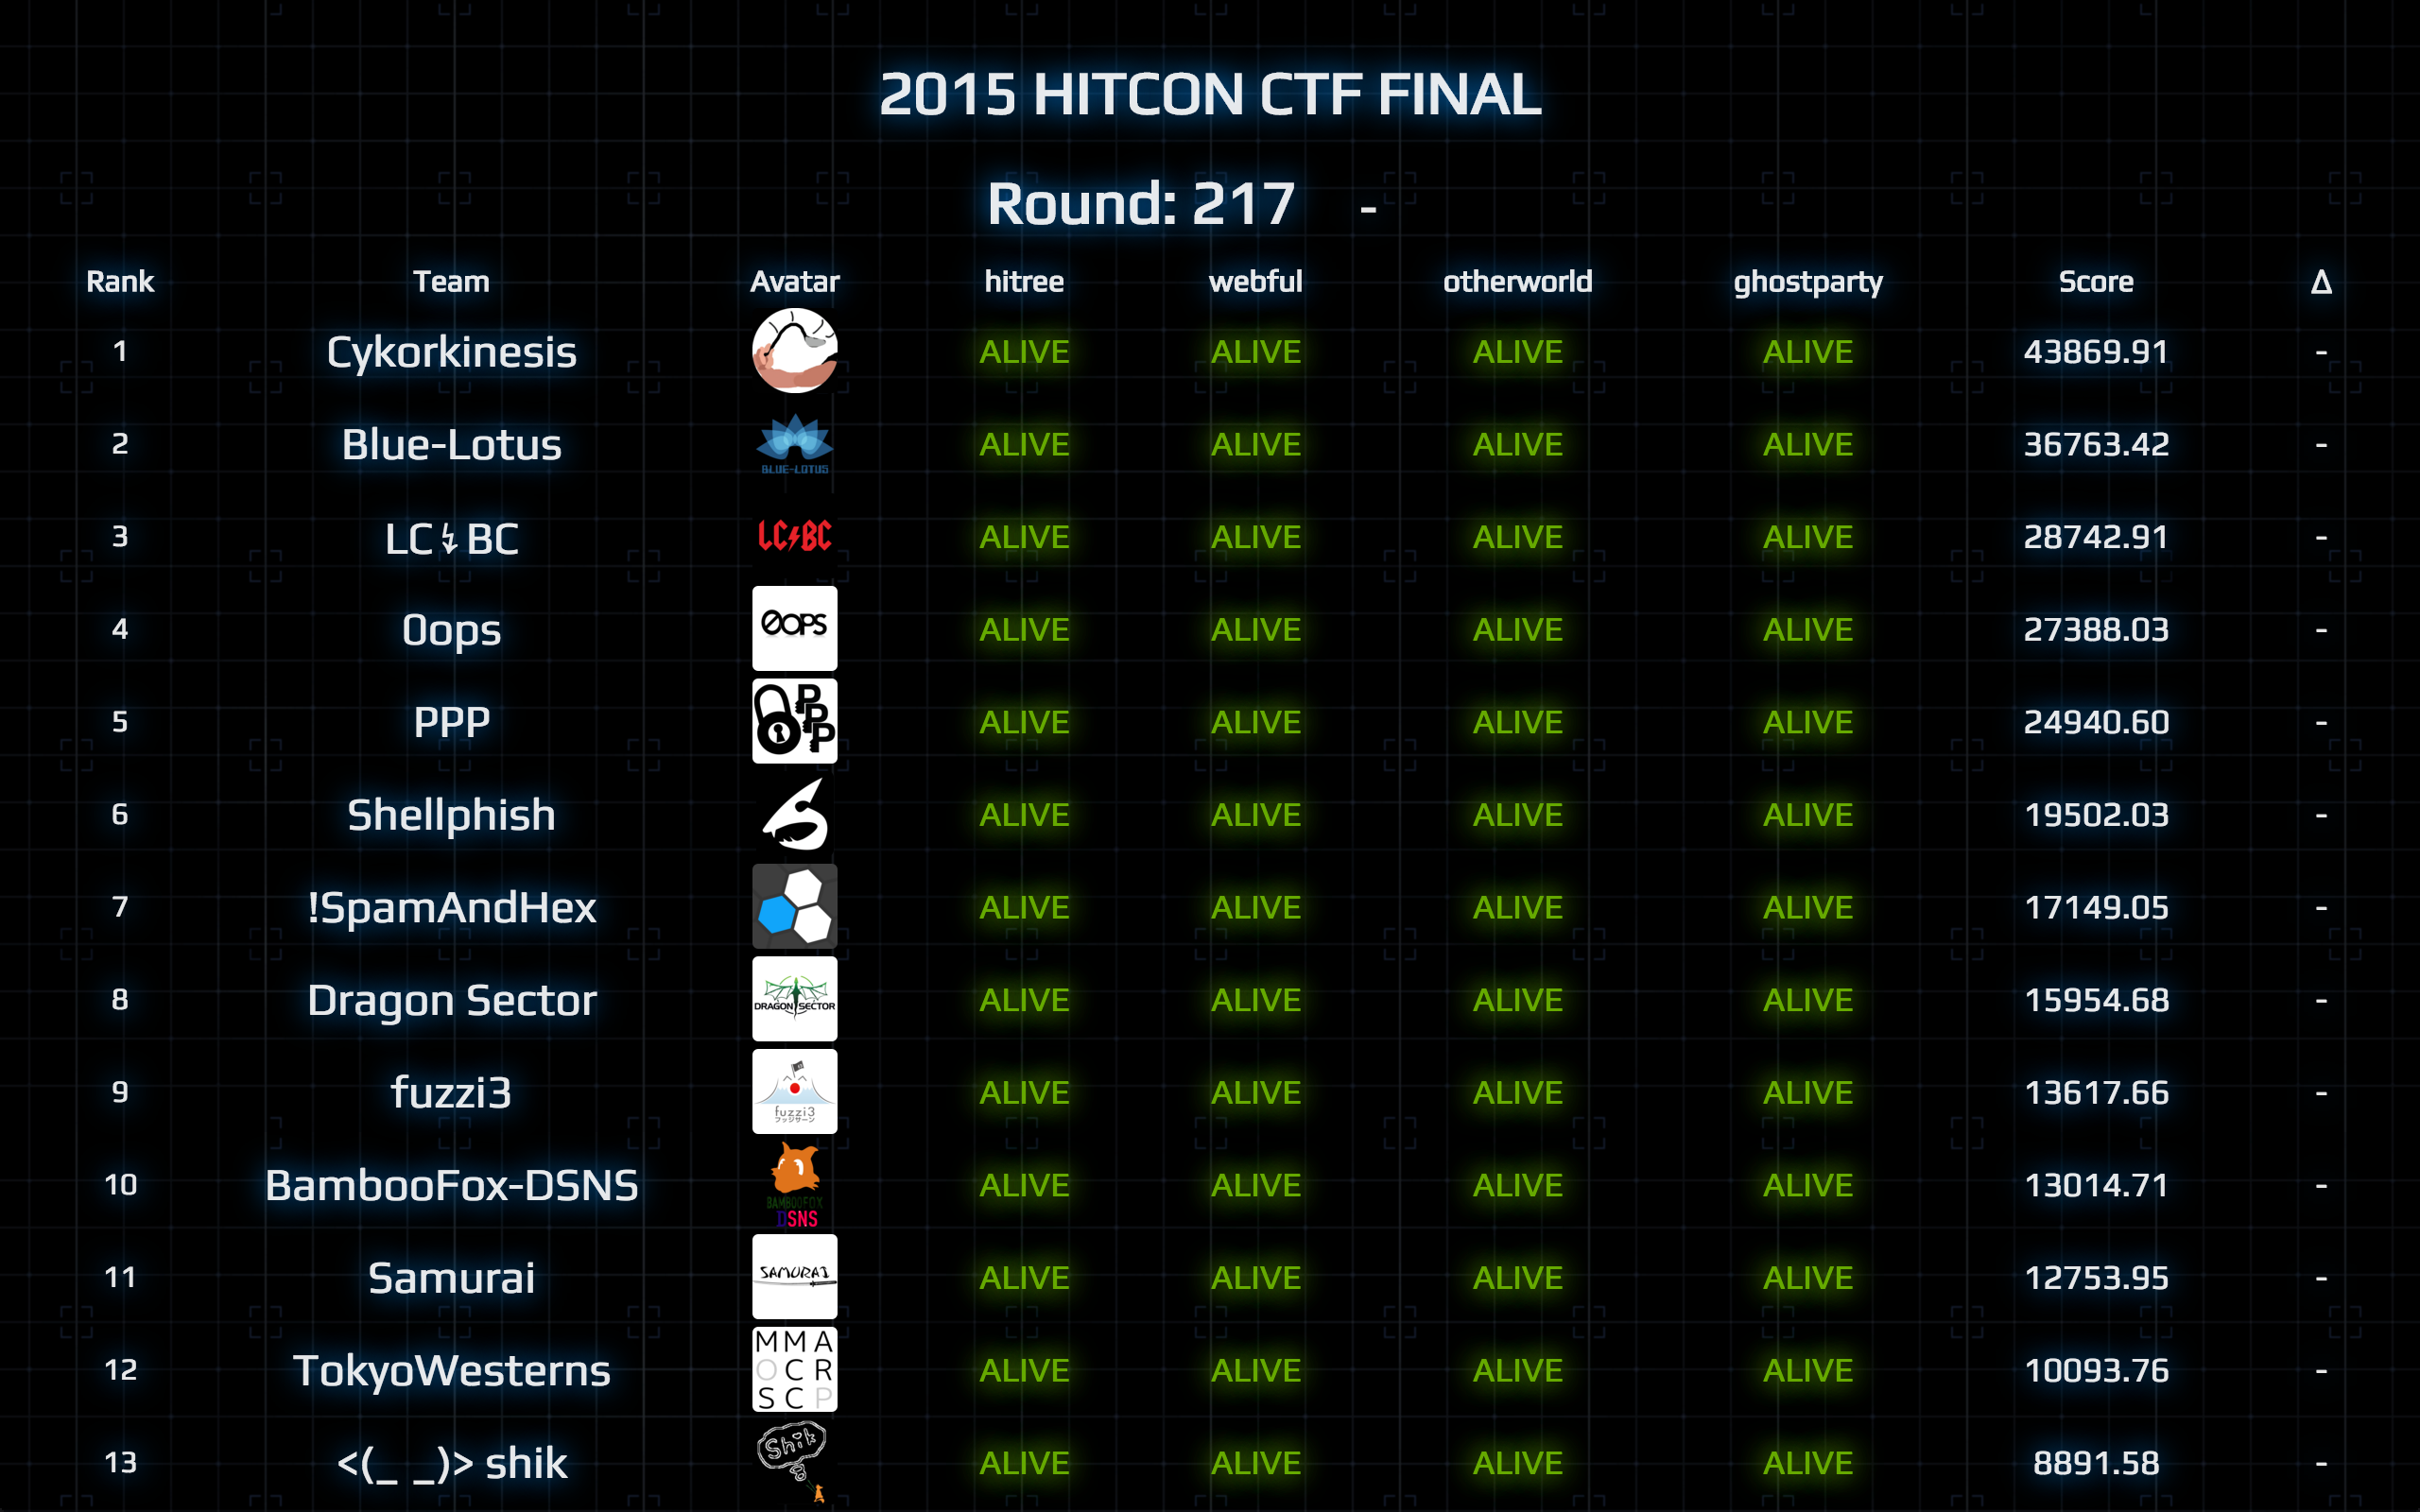 2015 HITCON CTF FINAL
Round: 217 -
Rank Team Avatar hitree webful otherworld ghostparty Score Δ
1 Cykorkinesis ALIVE ALIVE ALIVE ALIVE 43869.91 -
2 Blue-Lotus BLUE-LOTUS ALIVE ALIVE ALIVE ALIVE 36763.42 -
3 LC↯BC LC⚡BC ALIVE ALIVE ALIVE ALIVE 28742.91 -
4 0ops 0OPS ALIVE ALIVE ALIVE ALIVE 27388.03 -
5 PPP PPP ALIVE ALIVE ALIVE ALIVE 24940.60 -
6 Shellphish ALIVE ALIVE ALIVE ALIVE 19502.03 -
7 !SpamAndHex ALIVE ALIVE ALIVE ALIVE 17149.05 -
8 Dragon Sector DRAGON SECTOR ALIVE ALIVE ALIVE ALIVE 15954.68 -
9 fuzzi3 fuzzi3 フッジサーン ALIVE ALIVE ALIVE ALIVE 13617.66 -
10 BambooFox-DSNS BAMBOOFOX DSNS ALIVE ALIVE ALIVE ALIVE 13014.71 -
11 Samurai SAMURAI ALIVE ALIVE ALIVE ALIVE 12753.95 -
12 TokyoWesterns MMA OCR SCP ALIVE ALIVE ALIVE ALIVE 10093.76 -
13 <(_ _)> shik Shik ALIVE ALIVE ALIVE ALIVE 8891.58 -